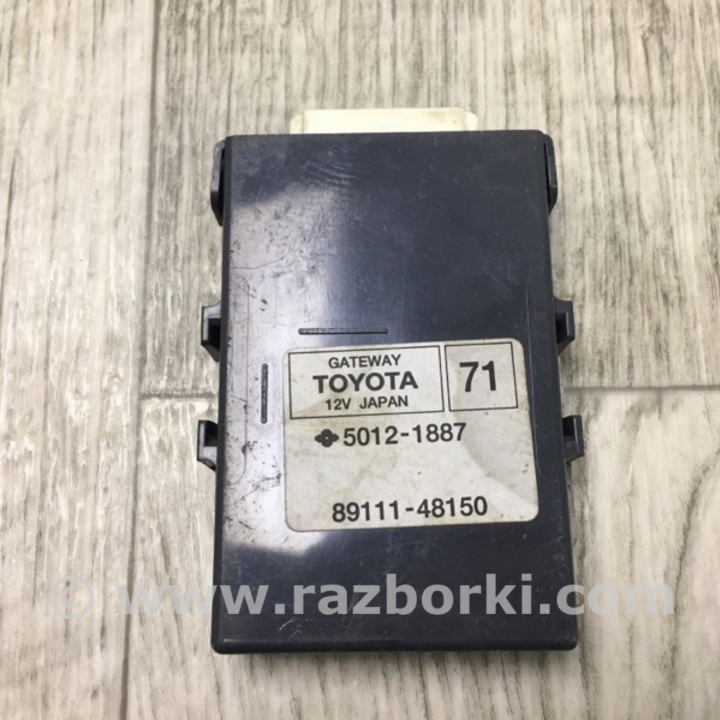 GATEWAY
TOYOTA
12V JAPAN
71
5012-1887
89111-48150
© www.razborki.com